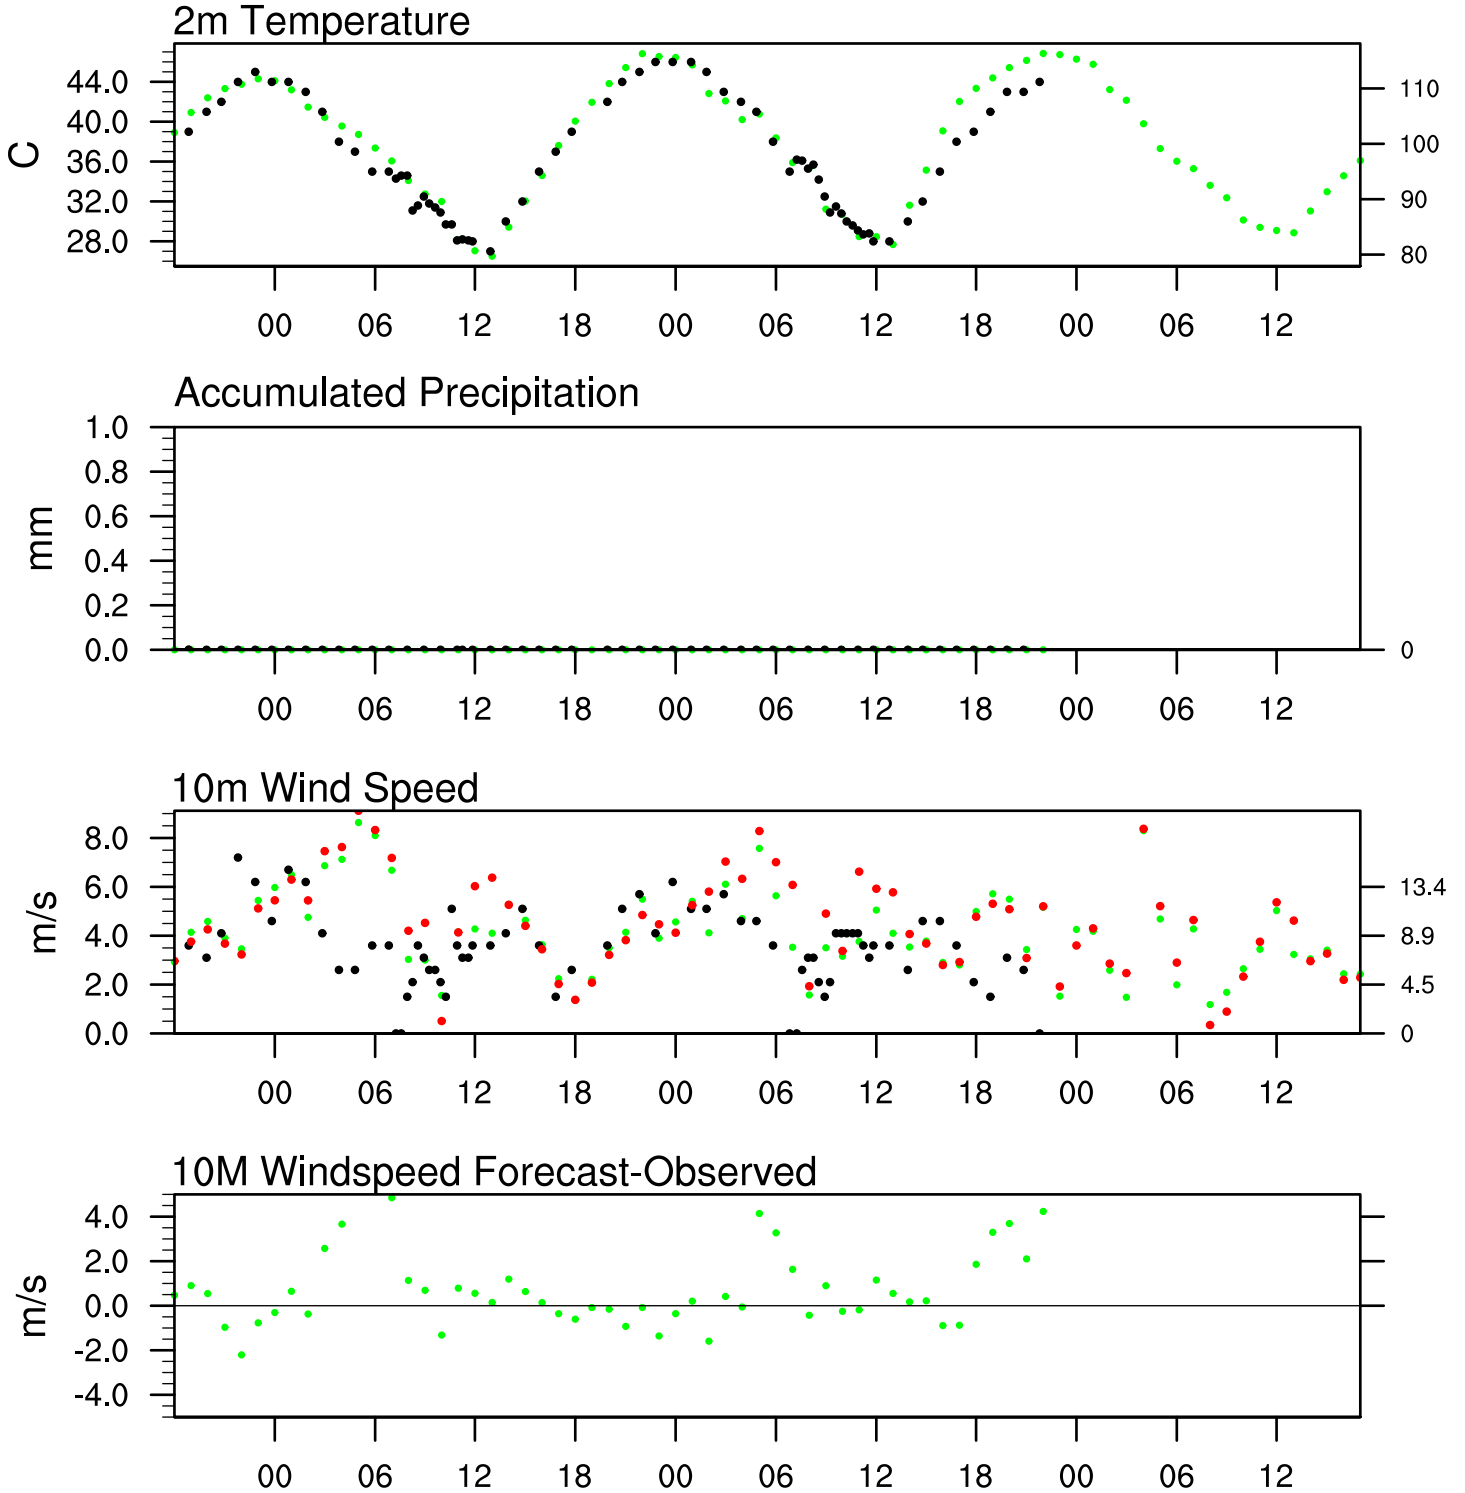 2m Temperature
44.0
40.0
36.0
32.0
28.0
C
110
100
90
80
00 06 12 18 00 06 12 18 00 06 12
Accumulated Precipitation
1.0
0.8
0.6
0.4
0.2
0.0
mm
0
00 06 12 18 00 06 12 18 00 06 12
10m Wind Speed
8.0
6.0
4.0
2.0
0.0
m/s
13.4
8.9
4.5
0
00 06 12 18 00 06 12 18 00 06 12
10M Windspeed Forecast-Observed
4.0
2.0
0.0
-2.0
-4.0
m/s
00 06 12 18 00 06 12 18 00 06 12